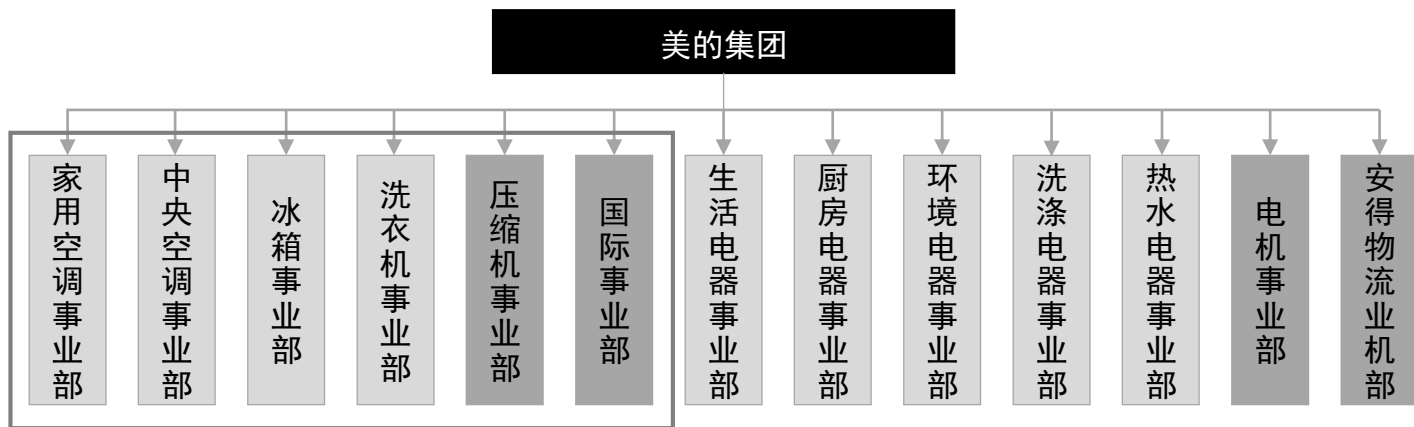 美的集团
家用空调事业部
中央空调事业部
冰箱事业部
洗衣机事业部
压缩机事业部
国际事业部
生活电器事业部
厨房电器事业部
环境电器事业部
洗涤电器事业部
热水电器事业部
电机事业部
安得物流业机部